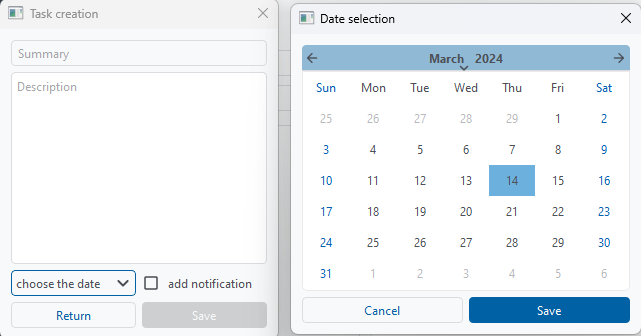 Task creation
Summary
Description
choose the date
add notification
Return
Save
Date selection
March 2024
Sun Mon Tue Wed Thu Fri Sat
25 26 27 28 29 1 2
3 4 5 6 7 8 9
10 11 12 13 14 15 16
17 18 19 20 21 22 23
24 25 26 27 28 29 30
31 1 2 3 4 5 6
Cancel
Save